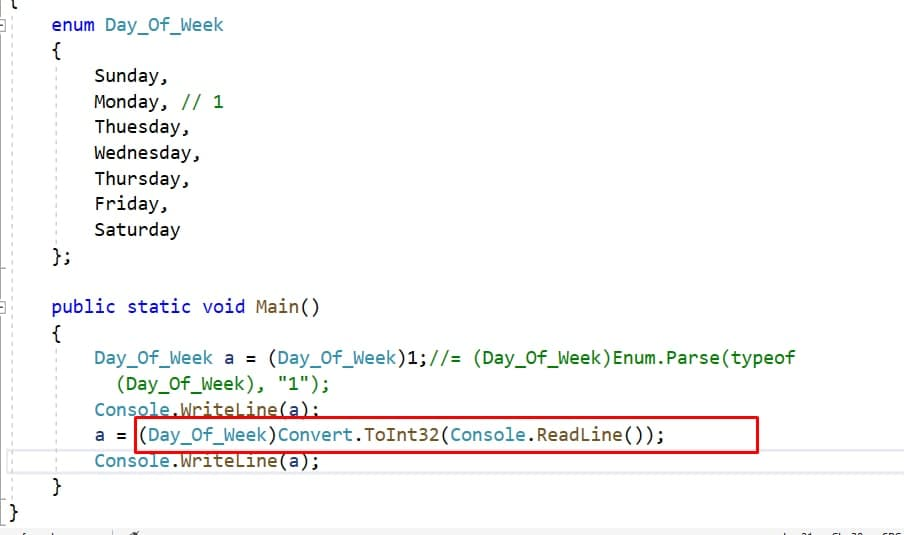 {
enum Day_Of_Week
{
Sunday,
Monday, // 1
Thuesday,
Wednesday,
Thursday,
Friday,
Saturday
};
public static void Main()
{
Day_Of_Week a = (Day_Of_Week)1;//= (Day_Of_Week)Enum.Parse(typeof
(Day_Of_Week), "1");
Console.WriteLine(a);
a = (Day_Of_Week)Convert.ToInt32(Console.ReadLine());
Console.WriteLine(a);
}
}